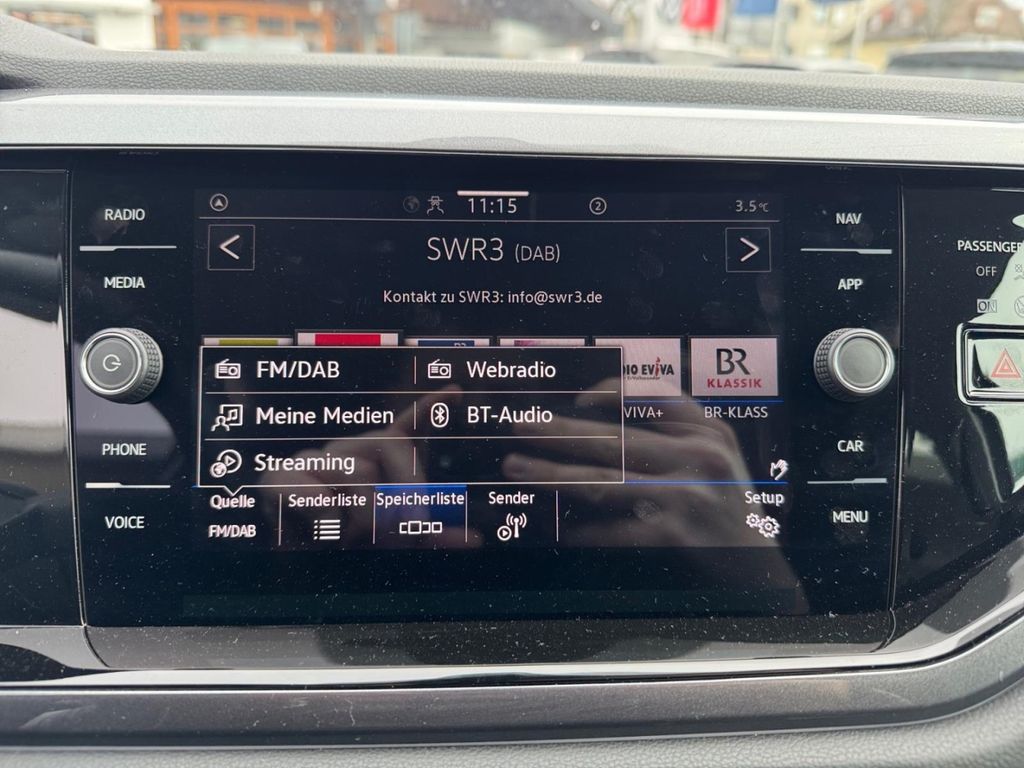 RADIO
MEDIA
PHONE
VOICE
11:15
2
3.5°C
SWR3 (DAB)
Kontakt zu SWR3: info@swr3.de
DIO EVIVA
BR
KLASSIK
VIVA+
BR-KLASS
FM/DAB
Webradio
Meine Medien
BT-Audio
Streaming
Quelle
FM/DAB
Senderliste
Speicherliste
Sender
Setup
NAV
APP
CAR
MENU
PASSENGER
OFF
ON